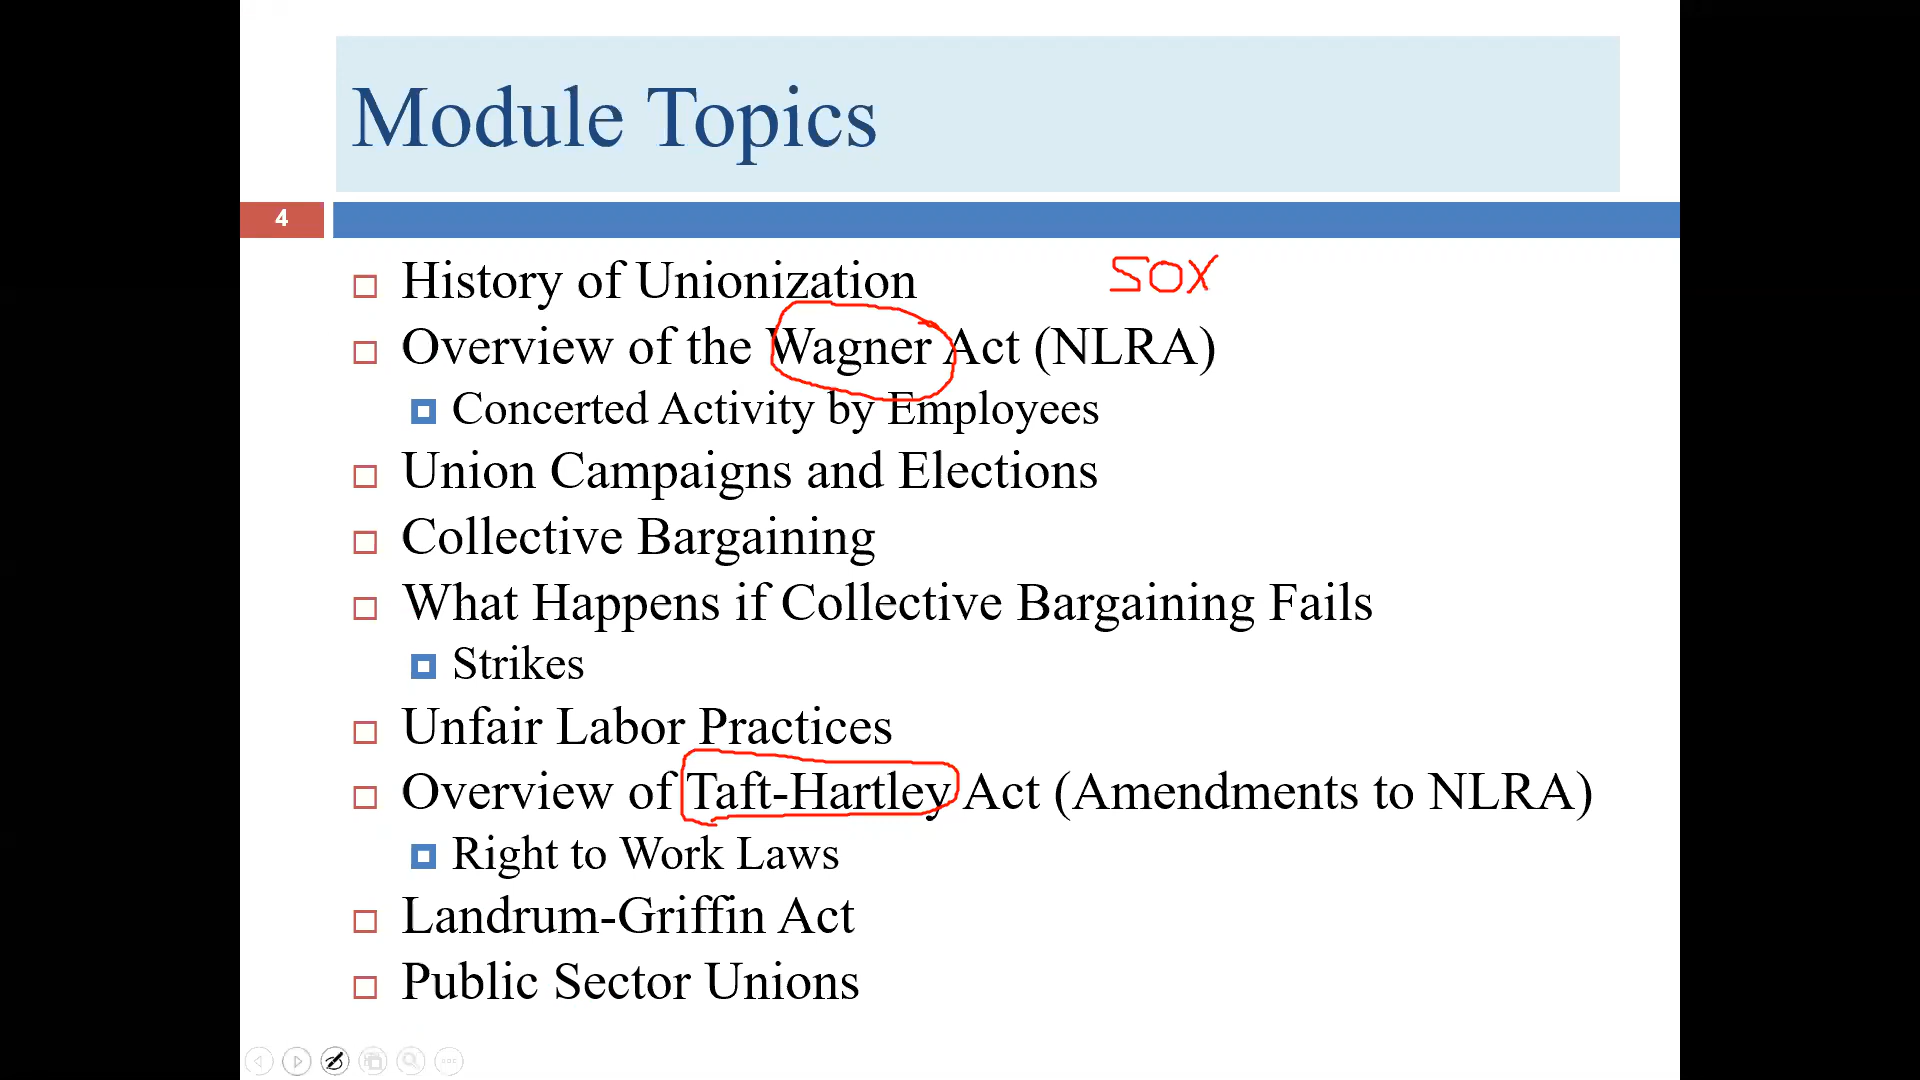 Module Topics
4
History of Unionization
SOX
Overview of the Wagner Act (NLRA)
Concerted Activity by Employees
Union Campaigns and Elections
Collective Bargaining
What Happens if Collective Bargaining Fails
Strikes
Unfair Labor Practices
Overview of Taft-Hartley Act (Amendments to NLRA)
Right to Work Laws
Landrum-Griffin Act
Public Sector Unions